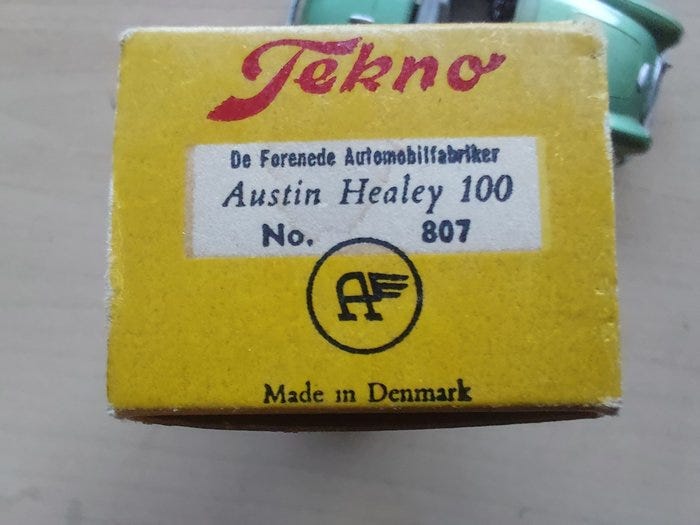 Tekno
De Forenede Automobilfabriker
Austin Healey 100
No. 807
AF
Made in Denmark